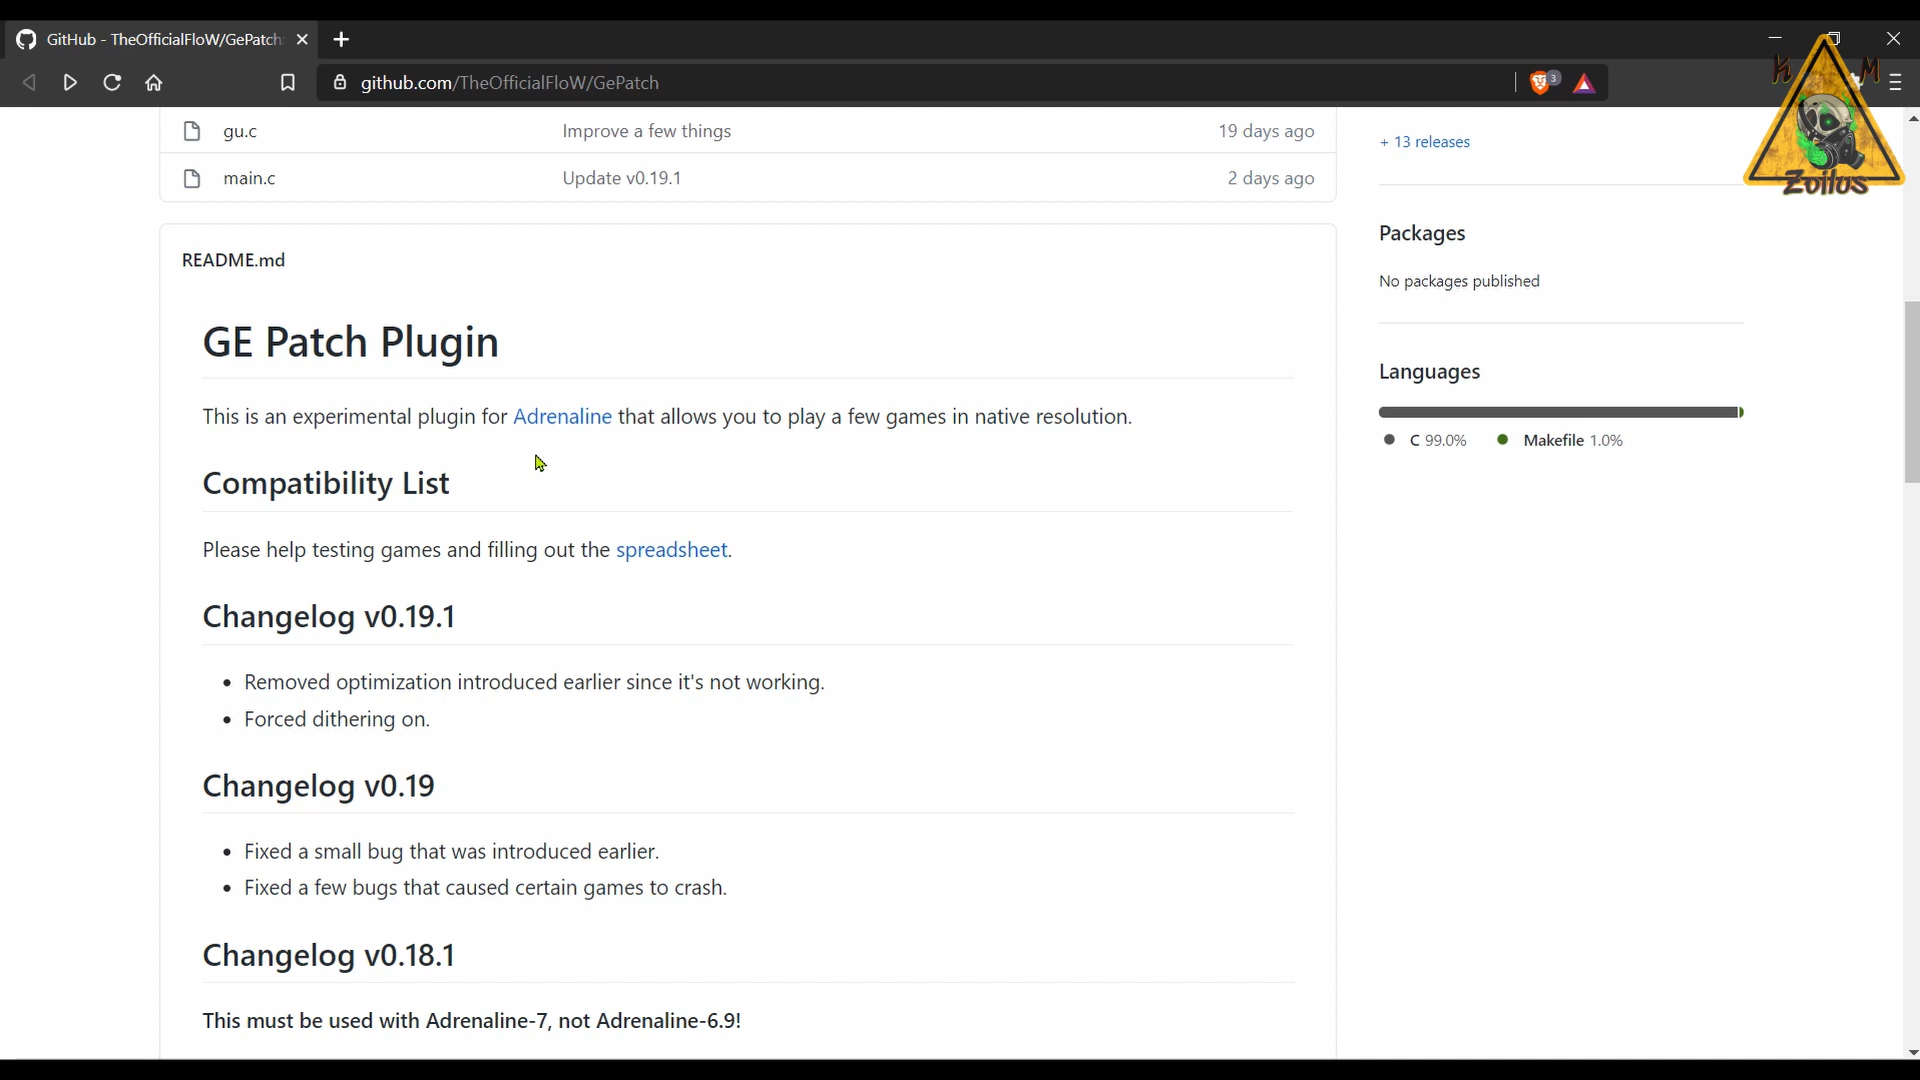 GitHub - TheOfficialFloW/GePatch:
github.com/TheOfficialFloW/GePatch
3
K M
Zoilus
gu.c Improve a few things 19 days ago
main.c Update v0.19.1 2 days ago
+ 13 releases
README.md
Packages
No packages published
GE Patch Plugin
Languages
C 99.0% Makefile 1.0%
This is an experimental plugin for Adrenaline that allows you to play a few games in native resolution.
Compatibility List
Please help testing games and filling out the spreadsheet.
Changelog v0.19.1
• Removed optimization introduced earlier since it's not working.
• Forced dithering on.
Changelog v0.19
• Fixed a small bug that was introduced earlier.
• Fixed a few bugs that caused certain games to crash.
Changelog v0.18.1
This must be used with Adrenaline-7, not Adrenaline-6.9!